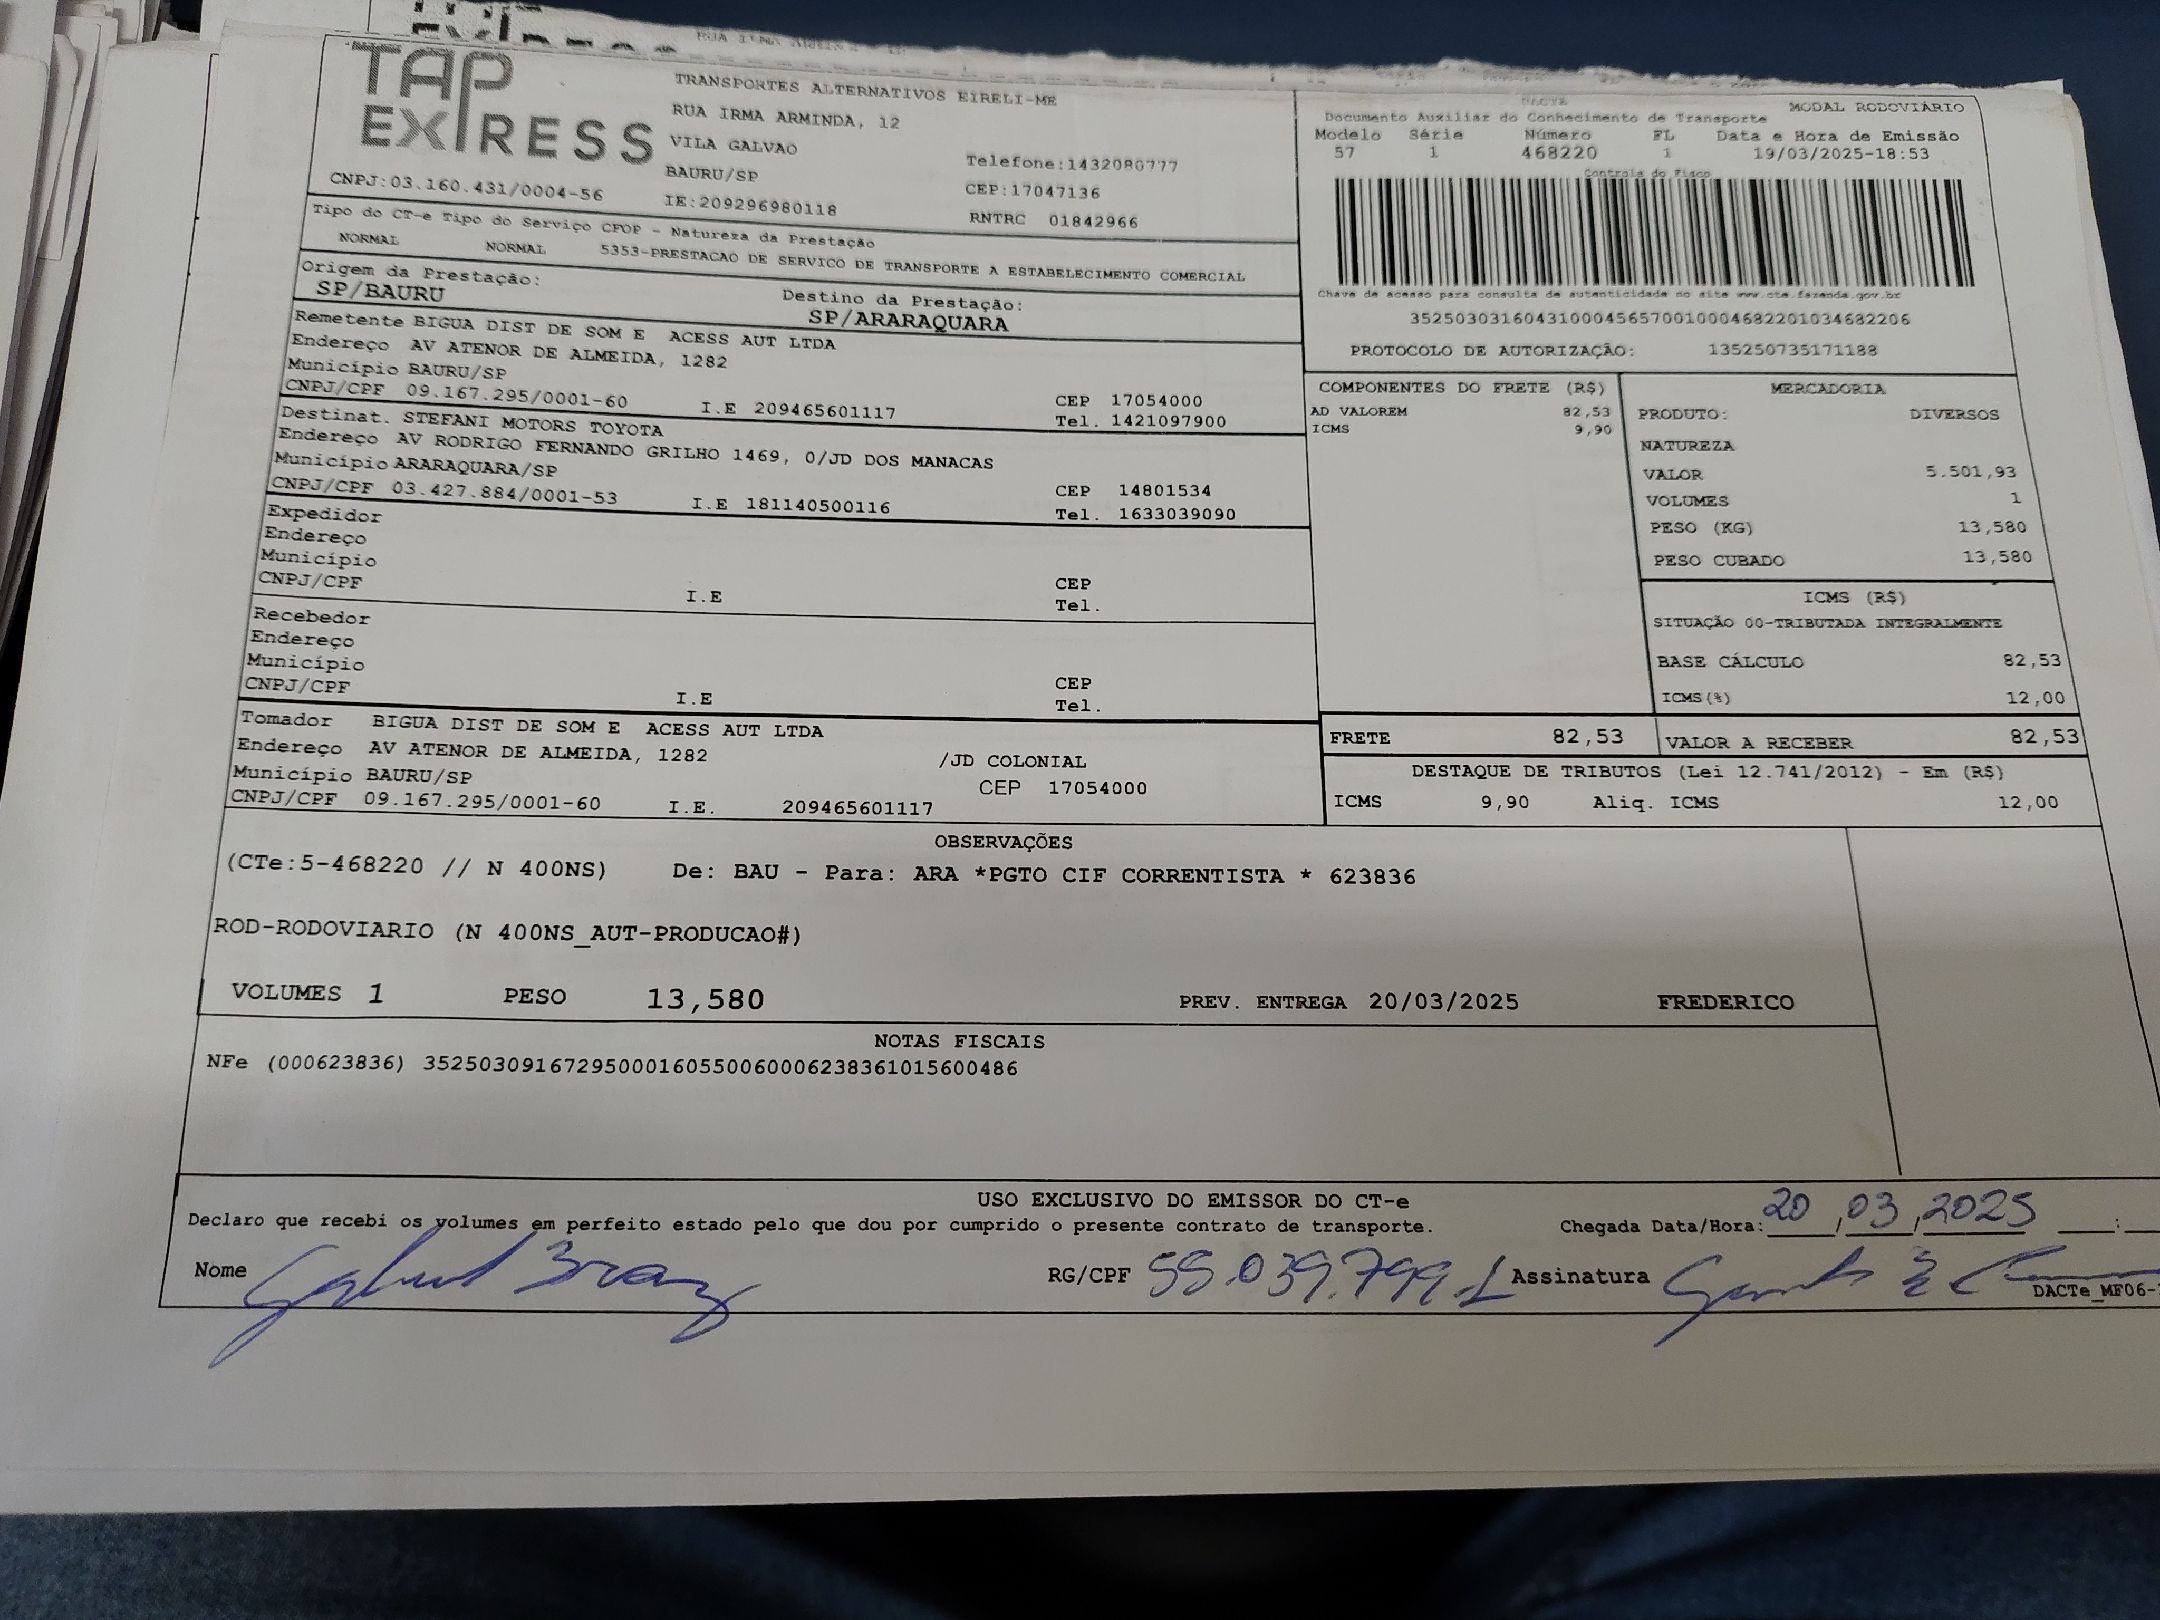 TAP EXPRESS
TRANSPORTES ALTERNATIVOS EIRELI-ME
RUA IRMA ARMINDA, 12
VILA GALVAO
BAURU/SP
Telefone:1432080777
CEP:17047136
CNPJ:03.160.431/0004-56
IE:209296980118
RNTRC 01842966
DACTE
MODAL RODOVIÁRIO
Documento Auxiliar do Conhecimento de Transporte
Modelo Série Número FL Data e Hora de Emissão
57 1 468220 1 19/03/2025-18:53
Controle do Fisco
Chave de acesso para consulta de autenticidade no site www.cte.fazenda.gov.br
35250303160431000456570010004682201034682206
PROTOCOLO DE AUTORIZAÇÃO: 135250735171188
Tipo do CT-e Tipo do Serviço CFOP - Natureza da Prestação
NORMAL NORMAL 5353-PRESTACAO DE SERVICO DE TRANSPORTE A ESTABELECIMENTO COMERCIAL
Origem da Prestação:
SP/BAURU
Destino da Prestação:
SP/ARARAQUARA
Remetente BIGUA DIST DE SOM E ACESS AUT LTDA
Endereço AV ATENOR DE ALMEIDA, 1282
Município BAURU/SP
CEP 17054000
CNPJ/CPF 09.167.295/0001-60 I.E 209465601117
Tel. 1421097900
Destinat. STEFANI MOTORS TOYOTA
Endereço AV RODRIGO FERNANDO GRILHO 1469, 0/JD DOS MANACAS
Município ARARAQUARA/SP
CEP 14801534
CNPJ/CPF 03.427.884/0001-53 I.E 181140500116
Tel. 1633039090
Expedidor
Endereço
Município
CNPJ/CPF I.E
CEP
Tel.
Recebedor
Endereço
Município
CNPJ/CPF I.E
CEP
Tel.
Tomador BIGUA DIST DE SOM E ACESS AUT LTDA
Endereço AV ATENOR DE ALMEIDA, 1282 /JD COLONIAL
Município BAURU/SP
CEP 17054000
CNPJ/CPF 09.167.295/0001-60 I.E. 209465601117
COMPONENTES DO FRETE (R$)
AD VALOREM 82,53
ICMS 9,90
MERCADORIA
PRODUTO: DIVERSOS
NATUREZA
VALOR 5.501,93
VOLUMES 1
PESO (KG) 13,580
PESO CUBADO 13,580
ICMS (R$)
SITUAÇÃO 00-TRIBUTADA INTEGRALMENTE
BASE CÁLCULO 82,53
ICMS(%) 12,00
FRETE 82,53
VALOR A RECEBER 82,53
DESTAQUE DE TRIBUTOS (Lei 12.741/2012) - Em (R$)
ICMS 9,90 Aliq. ICMS 12,00
OBSERVAÇÕES
(CTe:5-468220 // N 400NS) De: BAU - Para: ARA *PGTO CIF CORRENTISTA * 623836
ROD-RODOVIARIO (N 400NS_AUT-PRODUCAO#)
VOLUMES 1 PESO 13,580 PREV. ENTREGA 20/03/2025 FREDERICO
NOTAS FISCAIS
NFe (000623836) 35250309167295000160550060006238361015600486
USO EXCLUSIVO DO EMISSOR DO CT-e
Declaro que recebi os volumes em perfeito estado pelo que dou por cumprido o presente contrato de transporte.
Chegada Data/Hora: 20/03/2025 :
Nome
RG/CPF 55.039.799-1
Assinatura